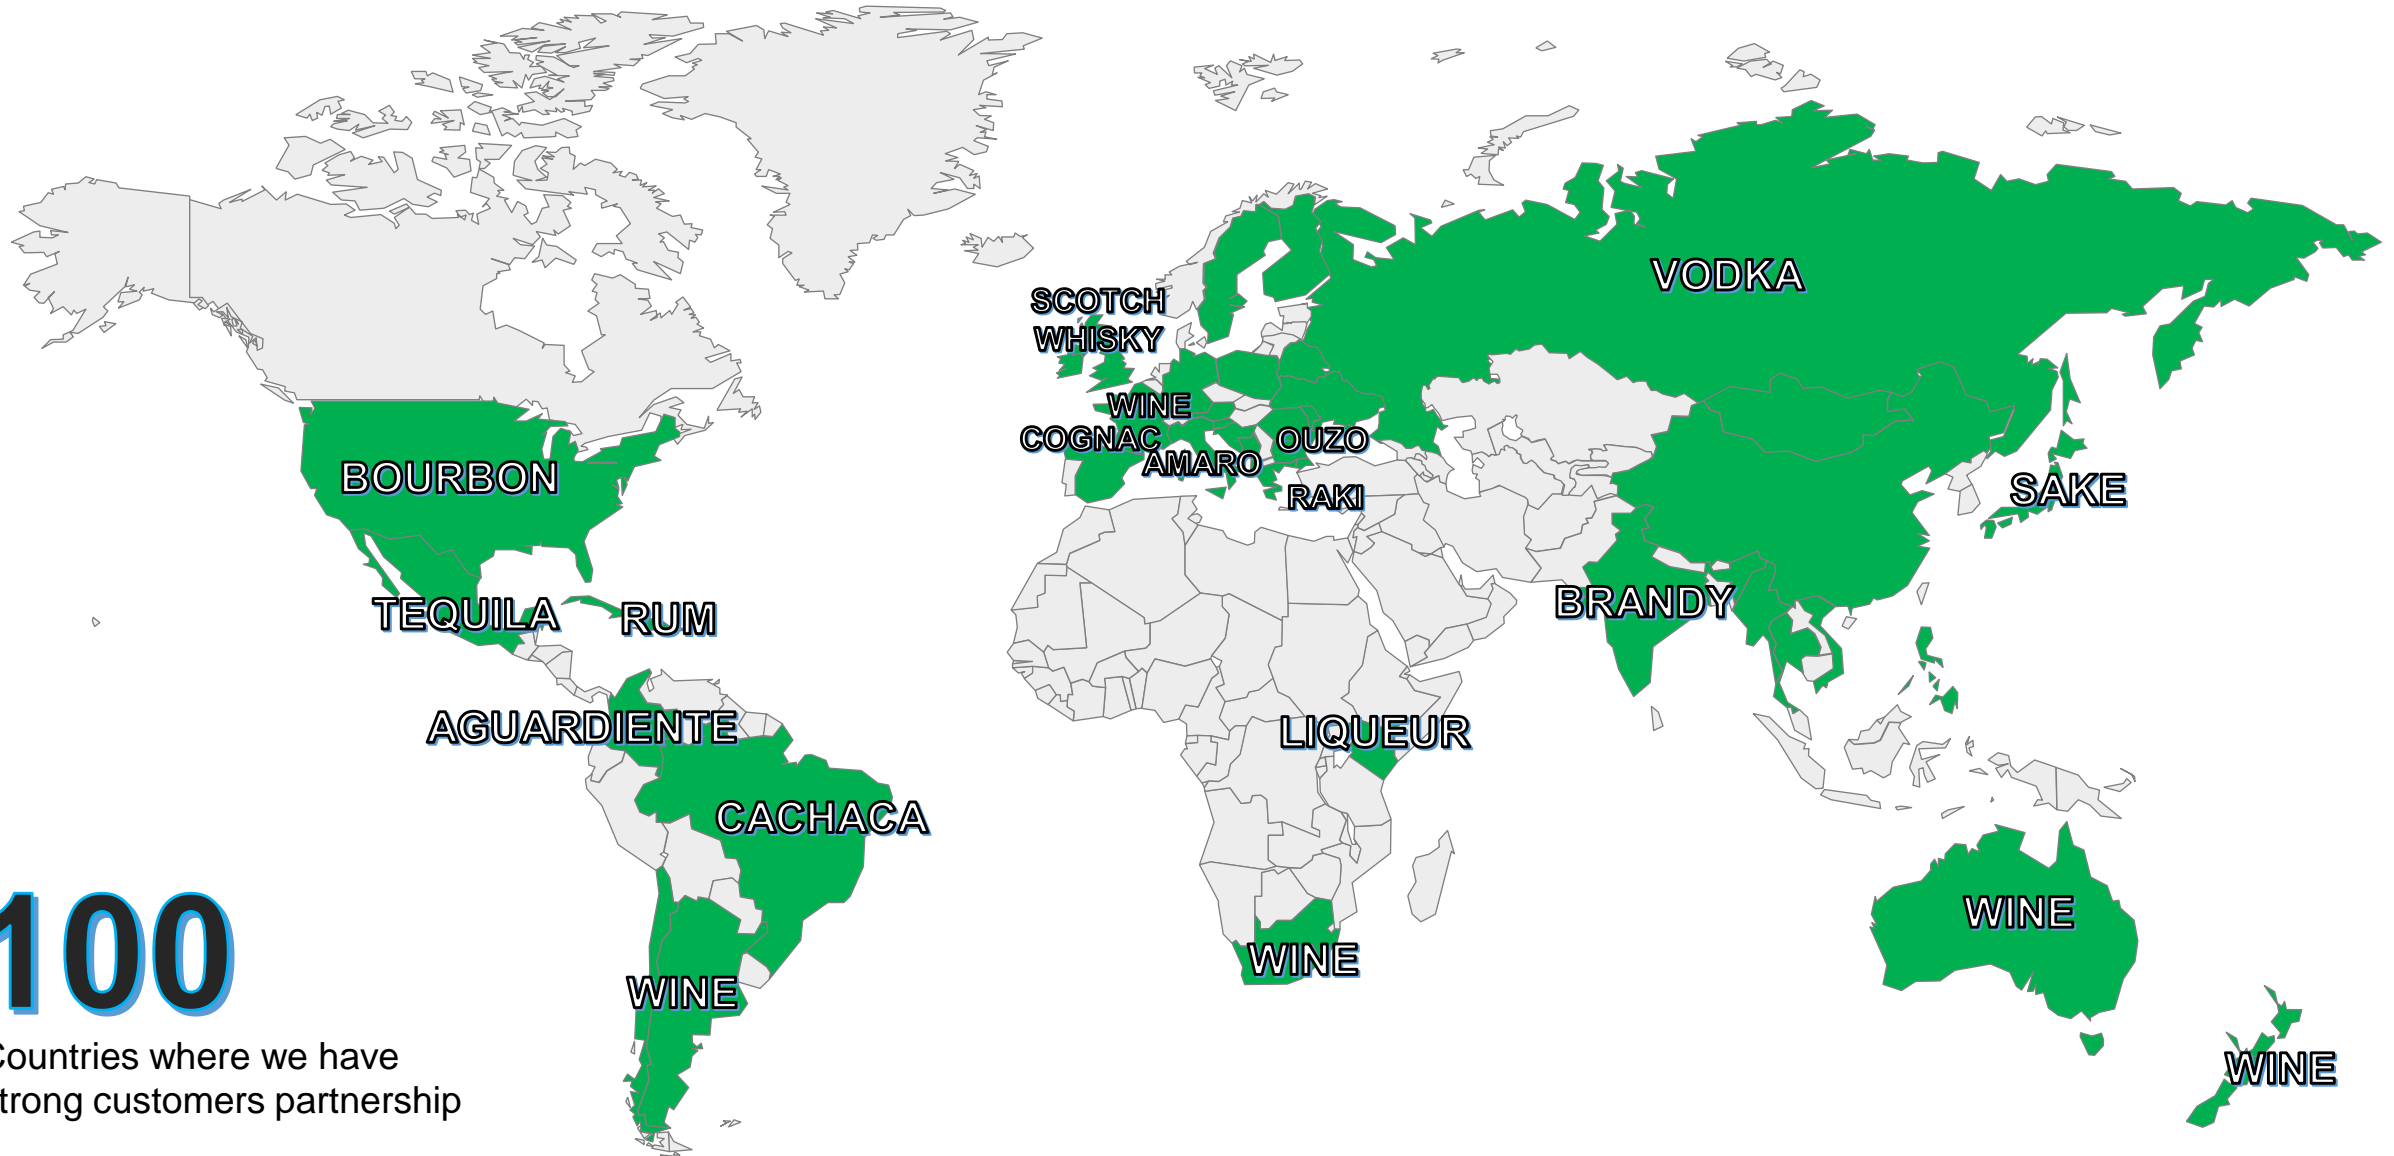 VODKA
SCOTCH
WHISKY
WINE
COGNAC
OUZO
AMARO
BOURBON
RAKI
SAKE
TEQUILA
RUM
BRANDY
AGUARDIENTE
LIQUEUR
CACHACA
WINE
WINE
WINE
WINE
100
Countries where we have
trong customers partnership